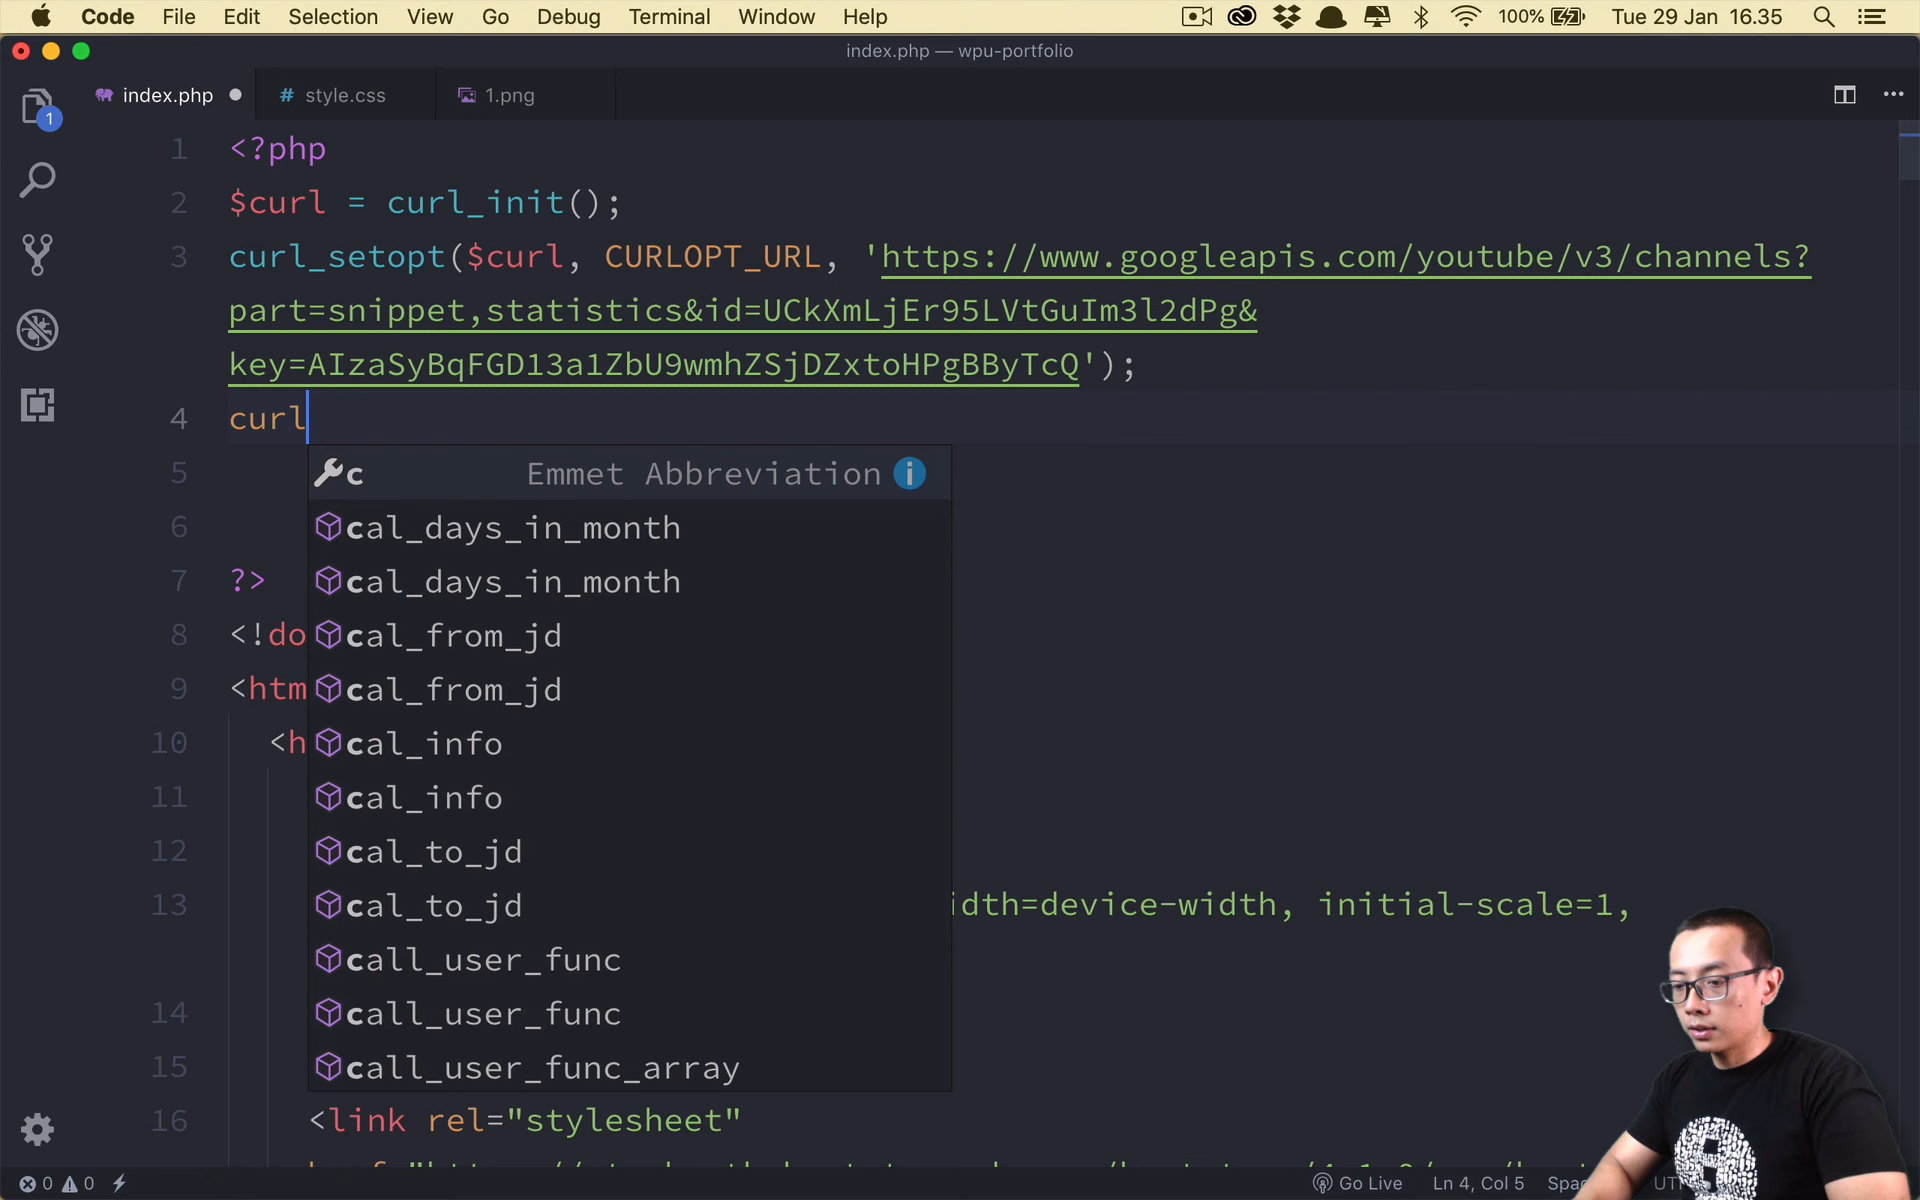 Code File Edit Selection View Go Debug Terminal Window Help 100% Tue 29 Jan 16.35
index.php — wpu-portfolio
index.php # style.css 1.png
1
1 <?php
2 $curl = curl_init();
3 curl_setopt($curl, CURLOPT_URL, 'https://www.googleapis.com/youtube/v3/channels?
part=snippet,statistics&id=UCkXmLjEr95LVtGuIm3l2dPg&
key=AIzaSyBqFGD13a1ZbU9wmhZSjDZxtoHPgBByTcQ');
4 curl
5 c Emmet Abbreviation i
6 cal_days_in_month
7 ?> cal_days_in_month
8 <!do cal_from_jd
9 <htm cal_from_jd
10 <h cal_info
11 cal_info
12 cal_to_jd
13 cal_to_jd idth=device-width, initial-scale=1,
call_user_func
14 call_user_func
15 call_user_func_array
16 <link rel="stylesheet"
0 0 Go Live Ln 4, Col 5